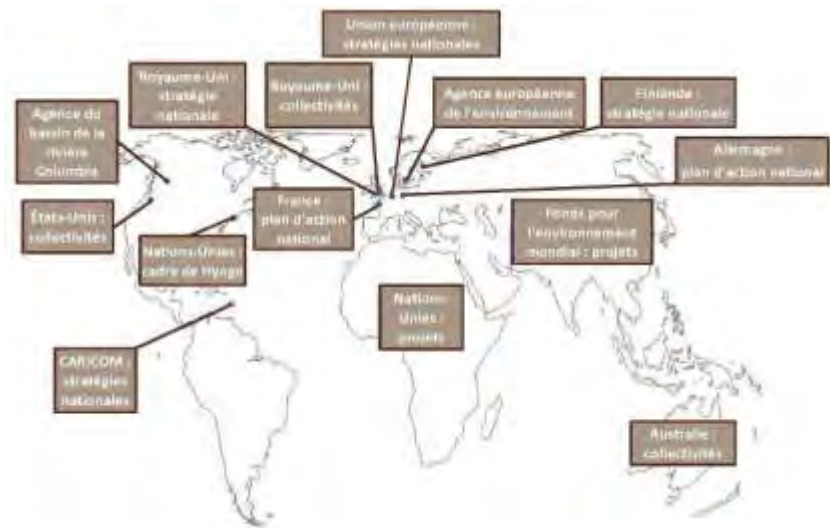 Union européenne :
stratégies nationales
Royaume-Uni :
stratégie
nationale
Royaume-Uni :
collectivités
Agence européenne
de l'environnement
Finlande :
stratégie nationale
Agence du
bassin de la
rivière
Columbia
Allemagne :
plan d'action national
États-Unis :
collectivités
France :
plan d'action
national
Nations-Unies :
cadre de Hyogo
Fonds pour
l'environnement
mondial : projets
Nations-
Unies :
projets
CARICOM :
stratégies
nationales
Australie :
collectivités